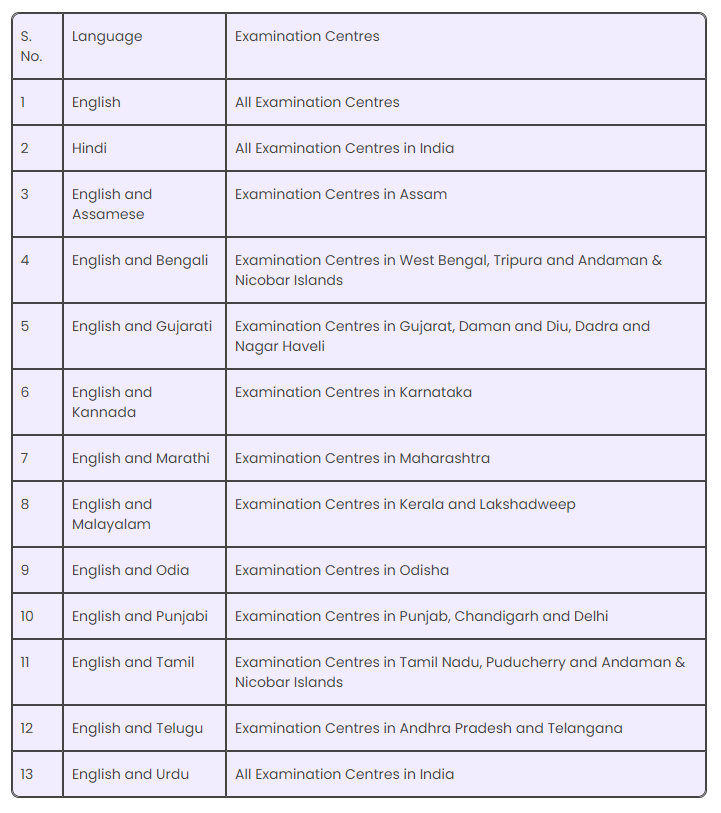 S. No. Language Examination Centres
1 English All Examination Centres
2 Hindi All Examination Centres in India
3 English and Assamese Examination Centres in Assam
4 English and Bengali Examination Centres in West Bengal, Tripura and Andaman & Nicobar Islands
5 English and Gujarati Examination Centres in Gujarat, Daman and Diu, Dadra and Nagar Haveli
6 English and Kannada Examination Centres in Karnataka
7 English and Marathi Examination Centres in Maharashtra
8 English and Malayalam Examination Centres in Kerala and Lakshadweep
9 English and Odia Examination Centres in Odisha
10 English and Punjabi Examination Centres in Punjab, Chandigarh and Delhi
11 English and Tamil Examination Centres in Tamil Nadu, Puducherry and Andaman & Nicobar Islands
12 English and Telugu Examination Centres in Andhra Pradesh and Telangana
13 English and Urdu All Examination Centres in India